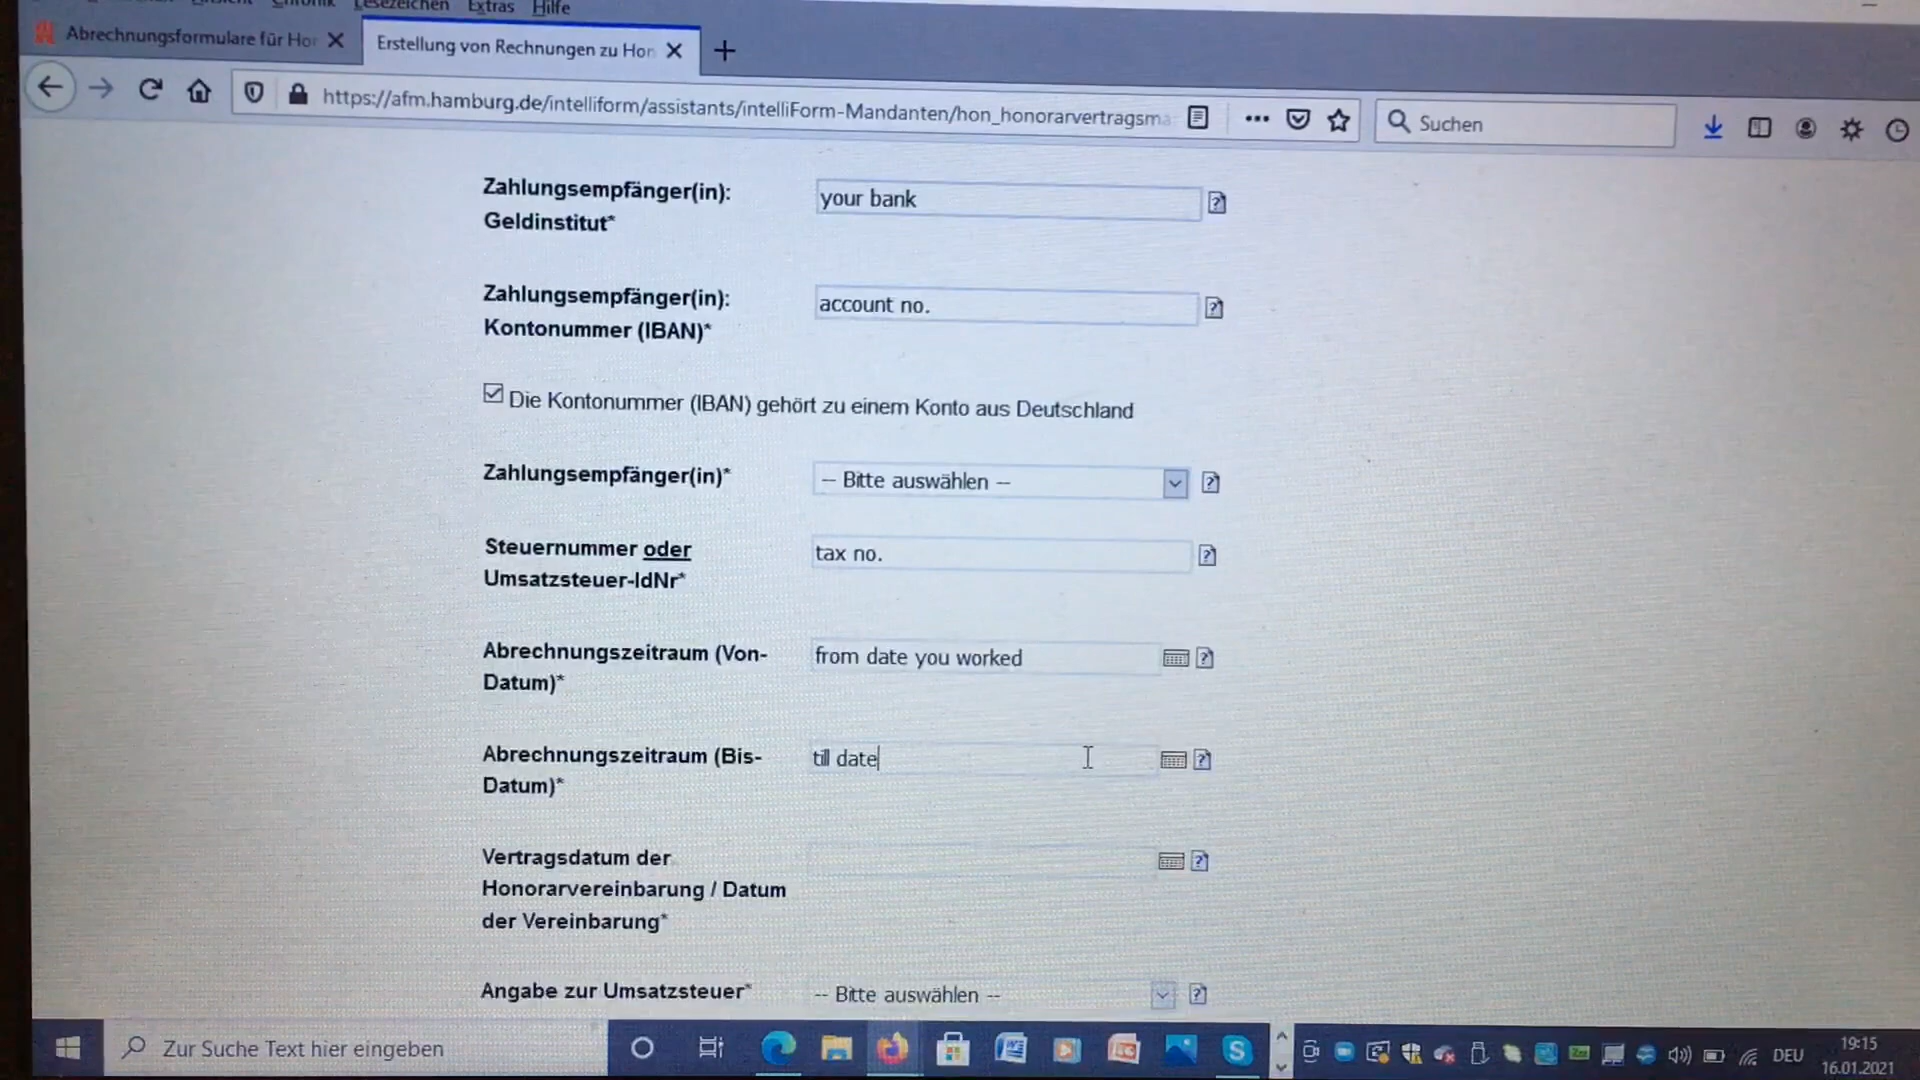 Lesezeichen Extras Hilfe
Abrechnungsformulare für Hor
Erstellung von Rechnungen zu Hon
https://afm.hamburg.de/intelliform/assistants/intelliForm-Mandanten/hon_honorarvertragsma
Suchen
Zahlungsempfänger(in):
Geldinstitut*
your bank
Zahlungsempfänger(in):
Kontonummer (IBAN)*
account no.
Die Kontonummer (IBAN) gehört zu einem Konto aus Deutschland
Zahlungsempfänger(in)*
-- Bitte auswählen --
Steuernummer oder
Umsatzsteuer-IdNr*
tax no.
Abrechnungszeitraum (Von-
Datum)*
from date you worked
Abrechnungszeitraum (Bis-
Datum)*
till date
Vertragsdatum der
Honorarvereinbarung / Datum
der Vereinbarung*
Angabe zur Umsatzsteuer*
-- Bitte auswählen --
Zur Suche Text hier eingeben
DEU
19:15
16.01.2021